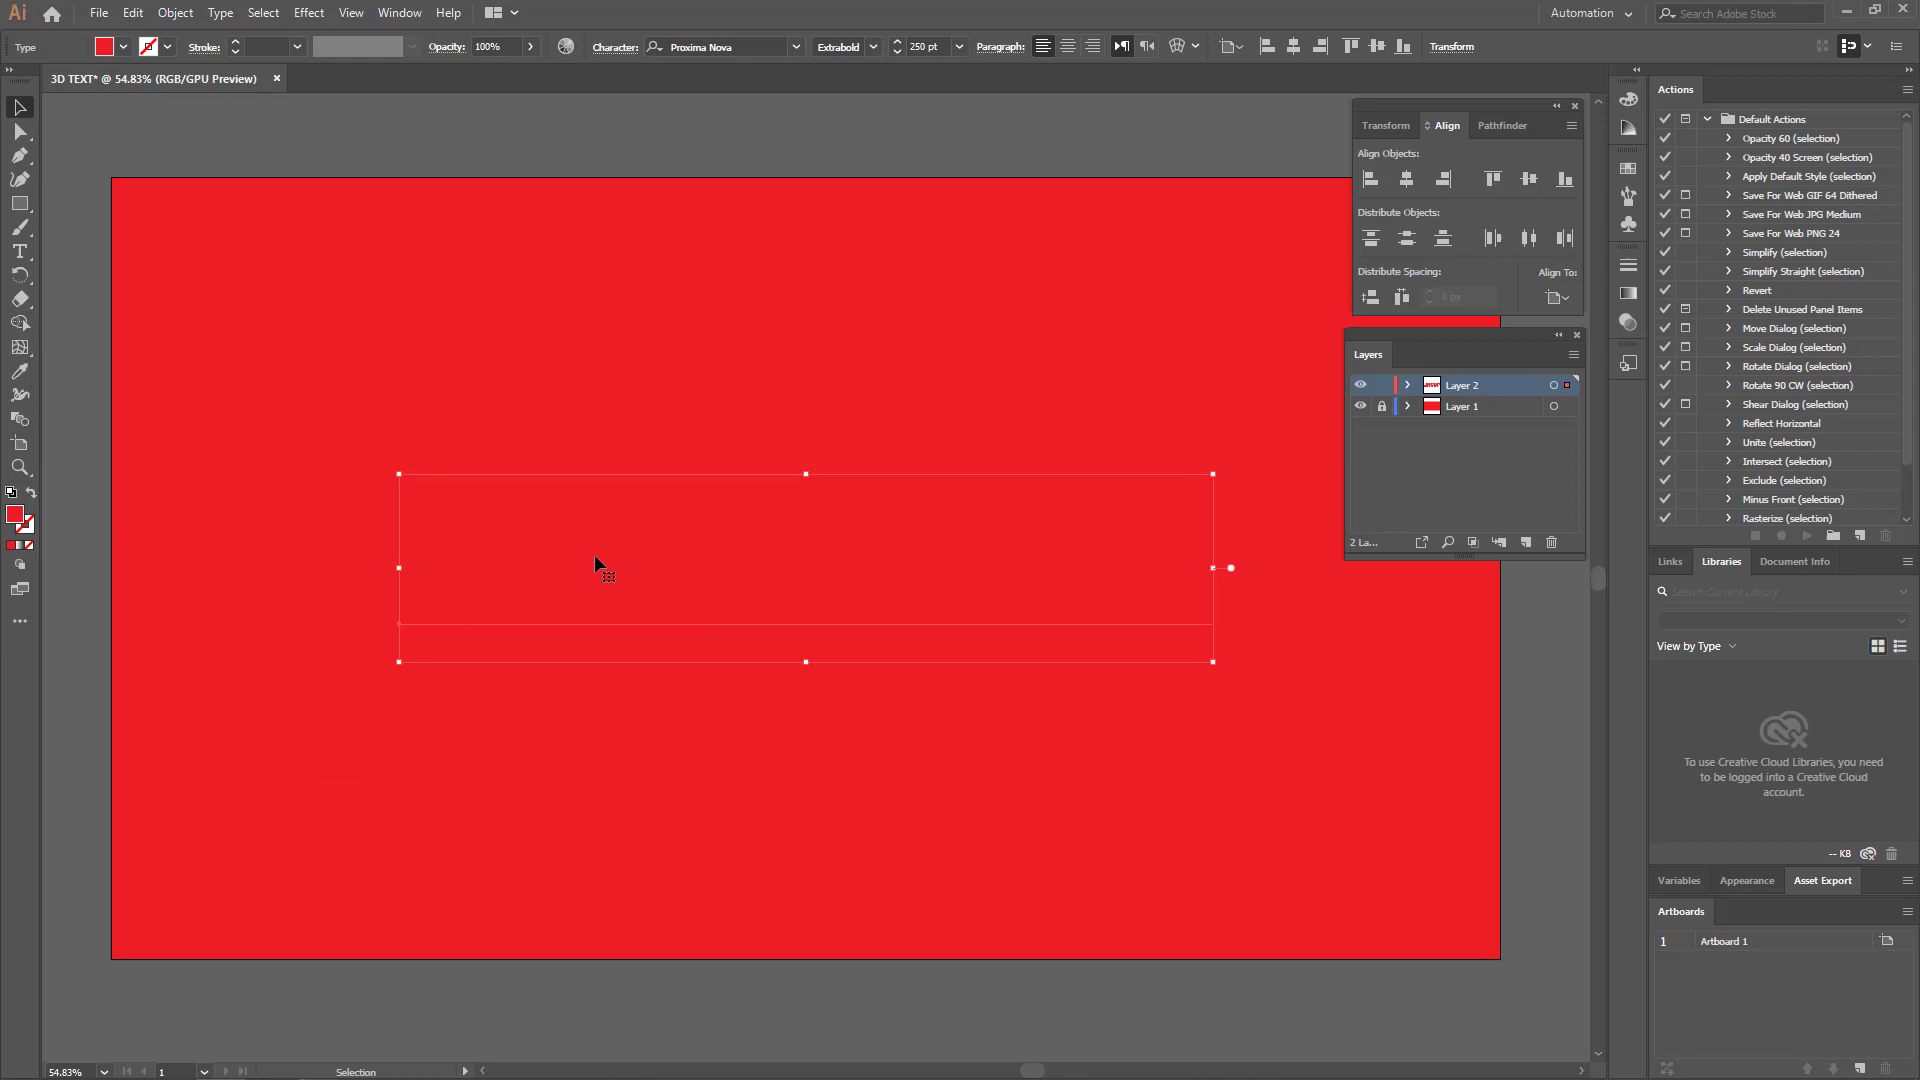 Ai File Edit Object Type Select Effect View Window Help Automation Search Adobe Stock
Type Stroke: Opacity: 100% Character: Proxima Nova Extrabold 250 pt Paragraph: Transform
3D TEXT* @ 54.83% (RGB/GPU Preview)
Transform Align Pathfinder
Align Objects:
Distribute Objects:
Distribute Spacing: Align To:
0 px
Layers
Layer 2
Layer 1
2 La...
Actions
Default Actions
Opacity 60 (selection)
Opacity 40 Screen (selection)
Apply Default Style (selection)
Save For Web GIF 64 Dithered
Save For Web JPG Medium
Save For Web PNG 24
Simplify (selection)
Simplify Straight (selection)
Revert
Delete Unused Panel Items
Move Dialog (selection)
Scale Dialog (selection)
Rotate Dialog (selection)
Rotate 90 CW (selection)
Shear Dialog (selection)
Reflect Horizontal
Unite (selection)
Intersect (selection)
Exclude (selection)
Minus Front (selection)
Rasterize (selection)
Links Libraries Document Info
Search Current Library
View by Type
To use Creative Cloud Libraries, you need
to be logged into a Creative Cloud
account.
-- KB
Variables Appearance Asset Export
Artboards
1 Artboard 1
54.83% 1 Selection